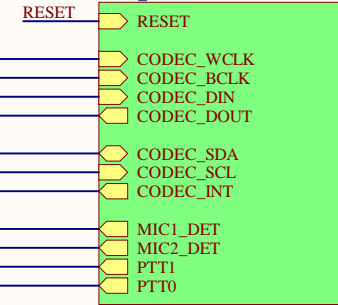 RESET
RESET
CODEC_WCLK
CODEC_BCLK
CODEC_DIN
CODEC_DOUT
CODEC_SDA
CODEC_SCL
CODEC_INT
MIC1_DET
MIC2_DET
PTT1
PTT0